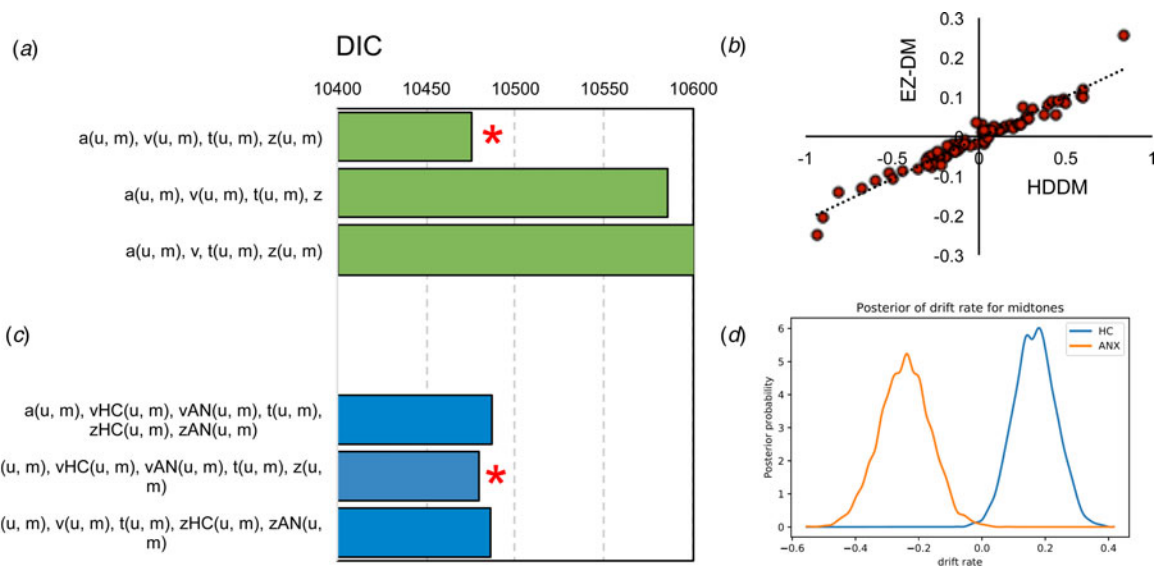 (a)
DIC
10400 10450 10500 10550 10600
a(u, m), v(u, m), t(u, m), z(u, m)
*
a(u, m), v(u, m), t(u, m), z
a(u, m), v, t(u, m), z(u, m)
(b)
EZ-DM
0.3
0.2
0.1
0
-1 -0.5 0 0.5 1
-0.1
HDDM
-0.2
-0.3
(c)
a(u, m), vHC(u, m), vAN(u, m), t(u, m),
zHC(u, m), zAN(u, m)
(u, m), vHC(u, m), vAN(u, m), t(u, m), z(u,
m)
*
(u, m), v(u, m), t(u, m), zHC(u, m), zAN(u,
m)
(d)
Posterior of drift rate for midtones
HC
ANX
Posterior probability
6
5
4
3
2
1
0
−0.6 −0.4 −0.2 0.0 0.2 0.4
drift rate